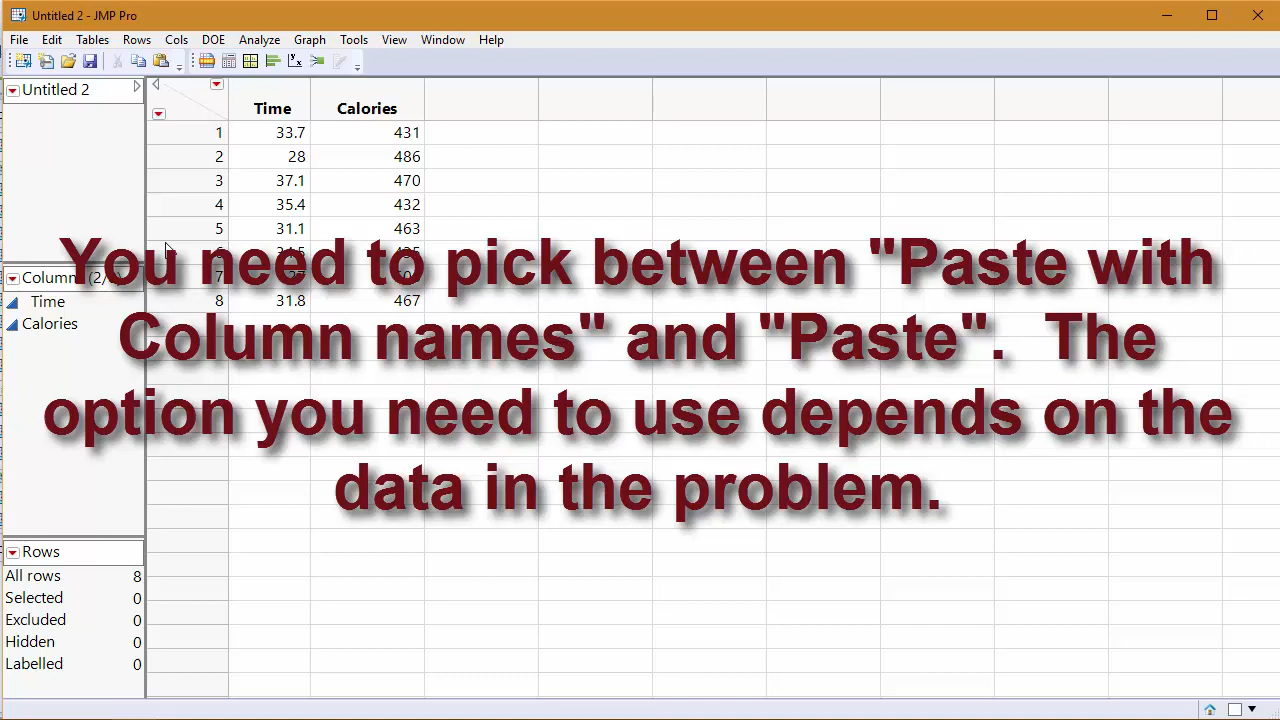 Untitled 2 - JMP Pro
File Edit Tables Rows Cols DOE Analyze Graph Tools View Window Help
Untitled 2
Time Calories
1 33.7 431
2 28 486
3 37.1 470
4 35.4 432
5 31.1 463
8 31.8 467
You need to pick between "Paste with
Column names" and "Paste". The
option you need to use depends on the
data in the problem.
Time
Calories
Rows
All rows 8
Selected 0
Excluded 0
Hidden 0
Labelled 0